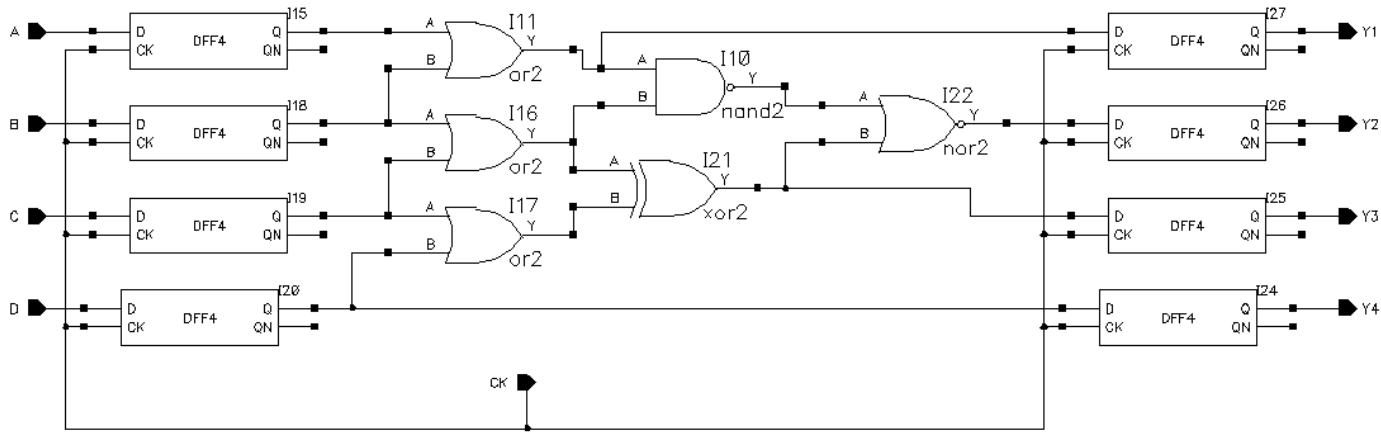 I15
I11
I27
A
D
Q
A
Y
D
Q
Y1
DFF4
DFF4
CK
QN
B
or2
A
I10
CK
QN
Y
B
nand2
I18
I16
I22
I26
B
D
Q
A
Y
A
Y
D
Q
Y2
DFF4
DFF4
CK
QN
B
or2
A
I21
B
nor2
CK
QN
Y
B
xor2
I19
I17
I25
C
D
Q
A
Y
D
Q
Y3
DFF4
DFF4
CK
QN
B
or2
CK
QN
I20
I24
D
D
Q
D
Q
Y4
DFF4
DFF4
CK
QN
CK
QN
CK